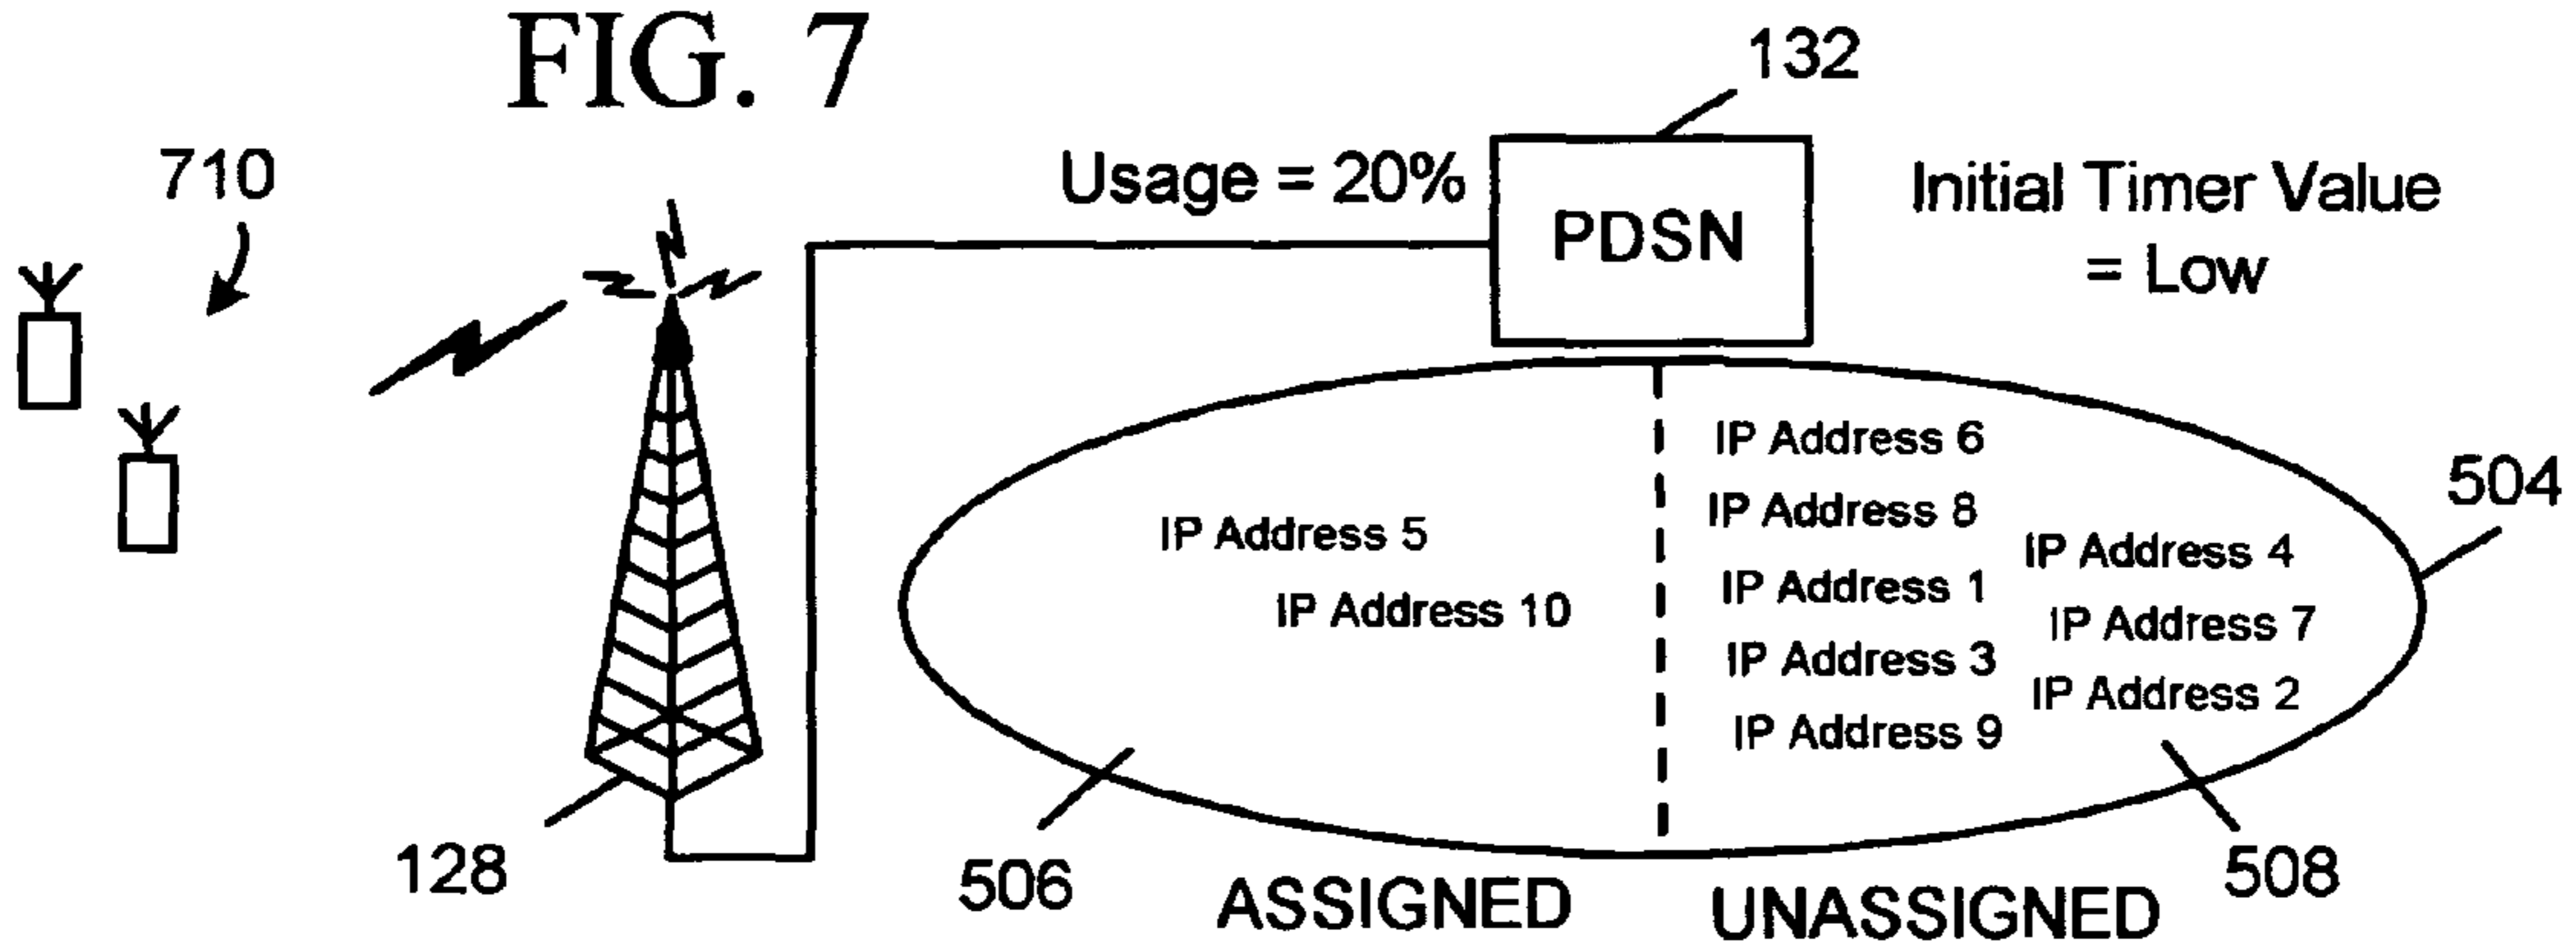 FIG. 7
132
710
Usage = 20%
PDSN
Initial Timer Value
= Low
IP Address 6
IP Address 8
IP Address 1
IP Address 3
IP Address 9
IP Address 4
IP Address 7
IP Address 2
IP Address 5
IP Address 10
504
128
506
ASSIGNED
UNASSIGNED
508